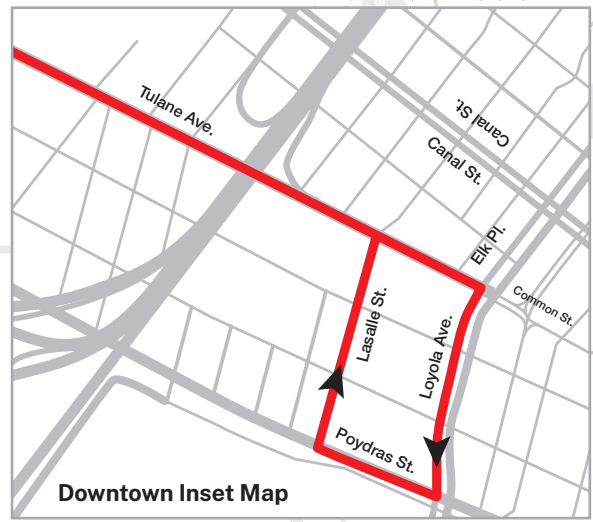 Tulane Ave.
Canal St.
Canal St.
Elk Pl.
Common St.
Lasalle St.
Loyola Ave.
Poydras St.
Downtown Inset Map